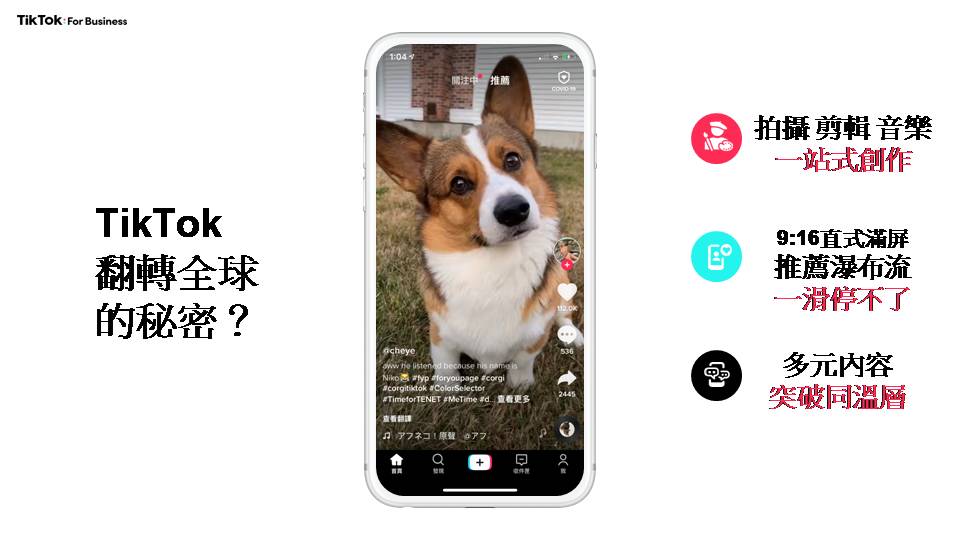 TikTok For Business
TikTok
翻轉全球
的秘密？
1:04
關注中 推薦
COVID-19
112.0K
536
2445
@cheye
aww he listened because his name is
Niko😂 #fyp #foryoupage #corgi
#corgitiktok #ColorSelector
#TimeforTENET #MeTime #d... 查看更多
查看翻譯
アフネコ！原聲 @アフ
首頁
發現
收件匣
我
拍攝 剪輯 音樂
一站式創作
9:16直式滿屏
推薦瀑布流
一滑停不了
多元內容
突破同溫層